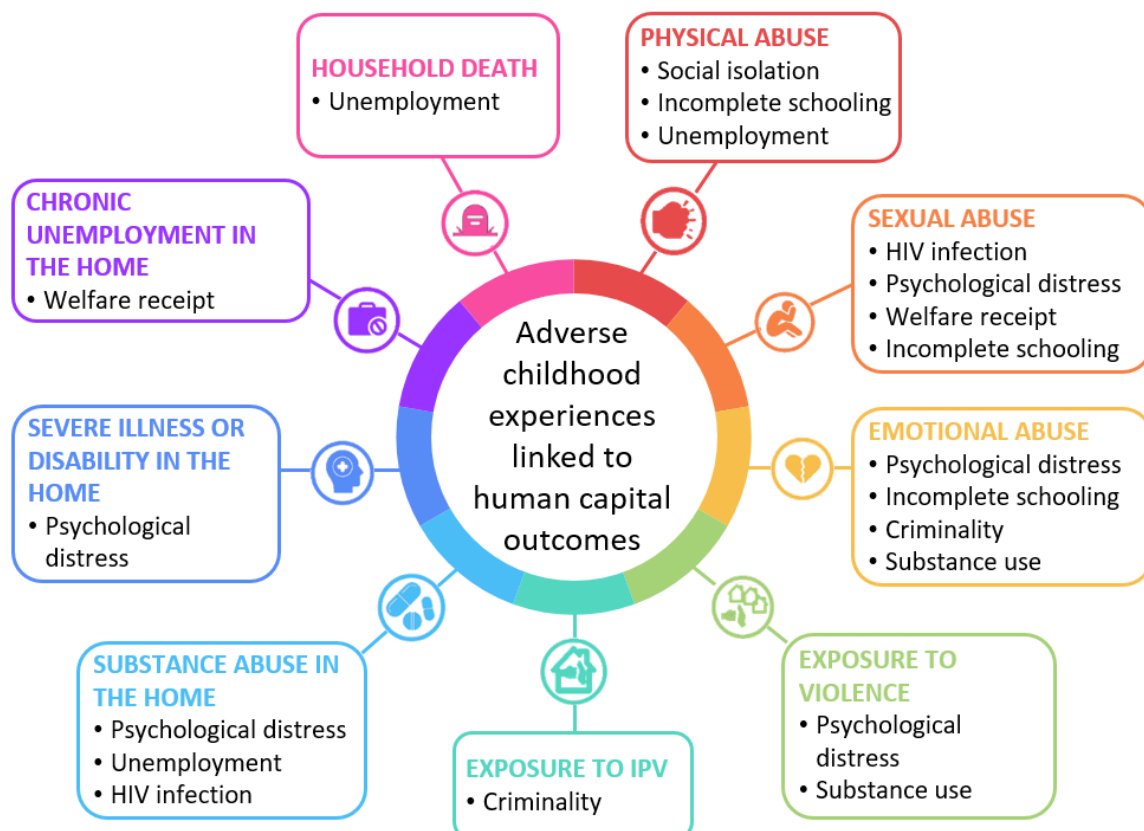 Adverse
childhood
experiences
linked to
human capital
outcomes
PHYSICAL ABUSE
• Social isolation
• Incomplete schooling
• Unemployment
SEXUAL ABUSE
• HIV infection
• Psychological distress
• Welfare receipt
• Incomplete schooling
EMOTIONAL ABUSE
• Psychological distress
• Incomplete schooling
• Criminality
• Substance use
EXPOSURE TO
VIOLENCE
• Psychological
distress
• Substance use
EXPOSURE TO IPV
• Criminality
SUBSTANCE ABUSE IN
THE HOME
• Psychological distress
• Unemployment
• HIV infection
SEVERE ILLNESS OR
DISABILITY IN THE
HOME
• Psychological
distress
CHRONIC
UNEMPLOYMENT IN
THE HOME
• Welfare receipt
HOUSEHOLD DEATH
• Unemployment